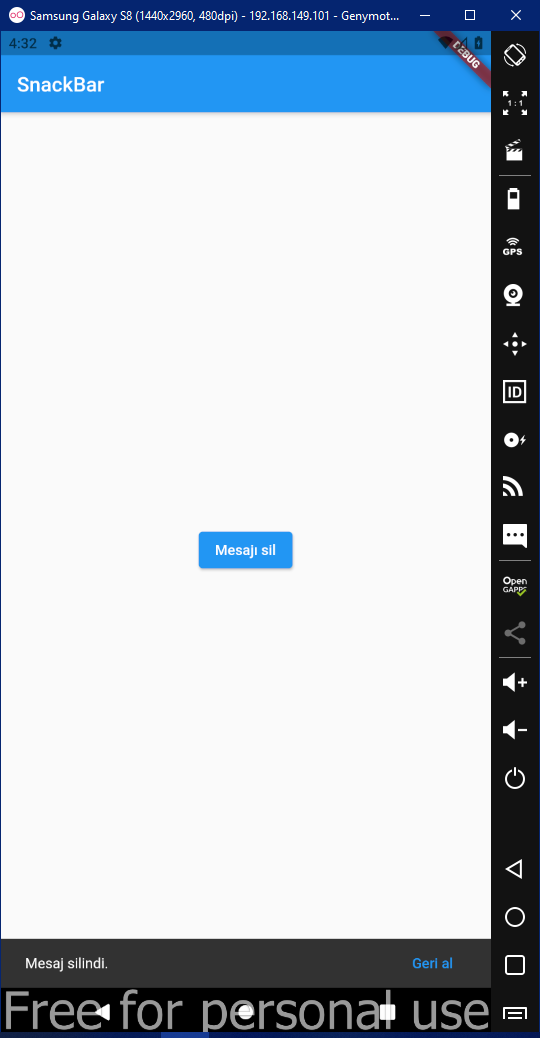 Samsung Galaxy S8 (1440x2960, 480dpi) - 192.168.149.101 - Genymot...
4:32
DEBUG
SnackBar
1 : 1
GPS
ID
Open
GAPPS
Mesajı sil
Mesaj silindi.
Geri al
Free for personal use